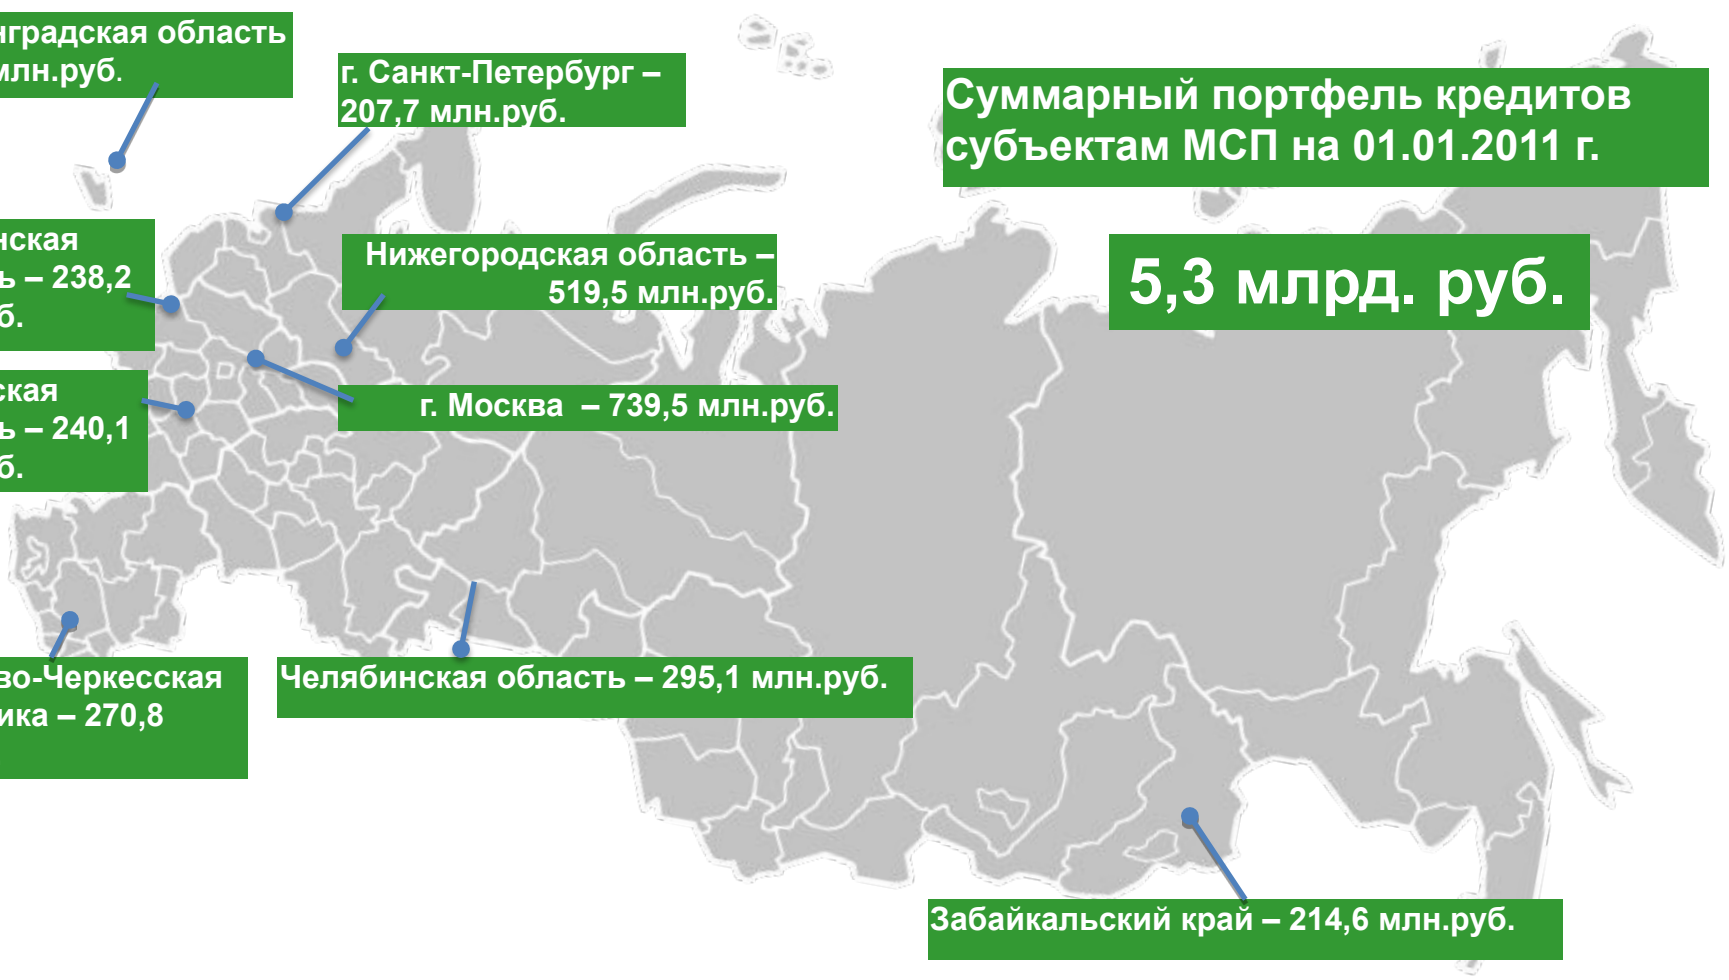 нградская область
млн.руб.
г. Санкт-Петербург –
207,7 млн.руб.
Суммарный портфель кредитов
субъектам МСП на 01.01.2011 г.
нская
ь – 238,2
б.
Нижегородская область –
519,5 млн.руб.
5,3 млрд. руб.
ская
ь – 240,1
б.
г. Москва – 739,5 млн.руб.
во-Черкесская
ика – 270,8
Челябинская область – 295,1 млн.руб.
Забайкальский край – 214,6 млн.руб.